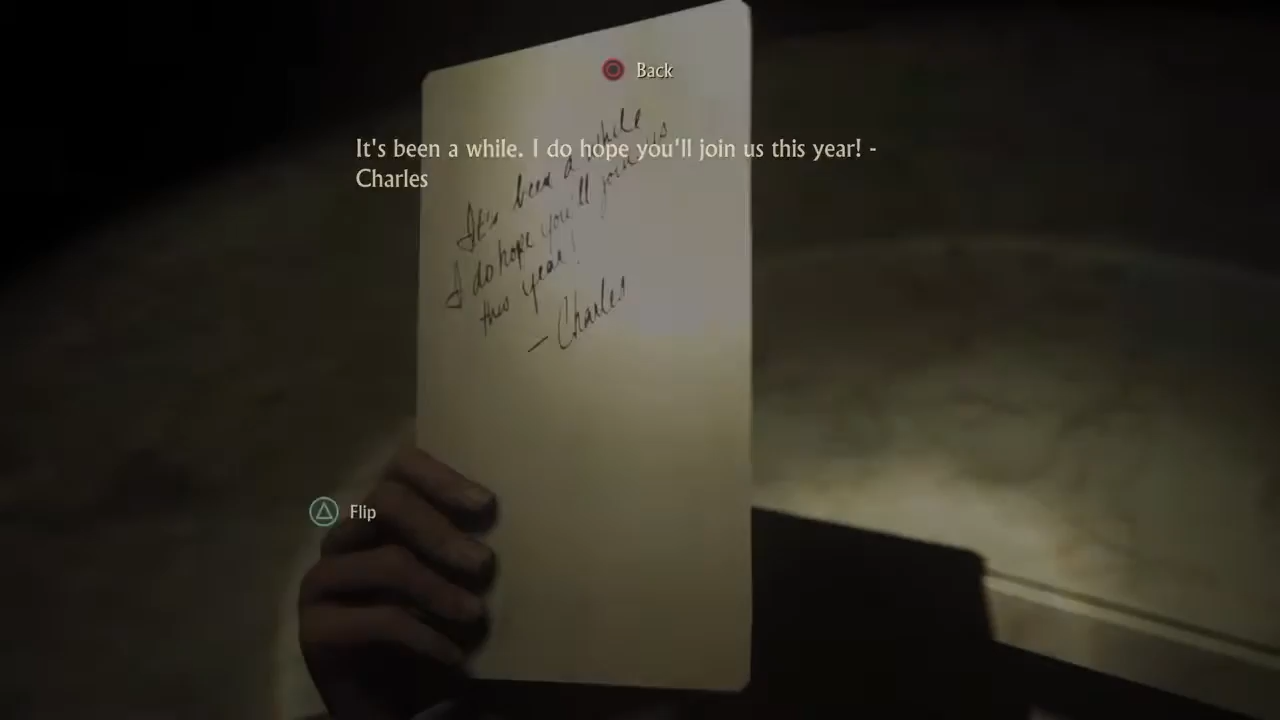 Back
It's been a while. I do hope you'll join us this year! -
Charles
It's been a while
I do hope you'll join us
this year!
– Charles
Flip